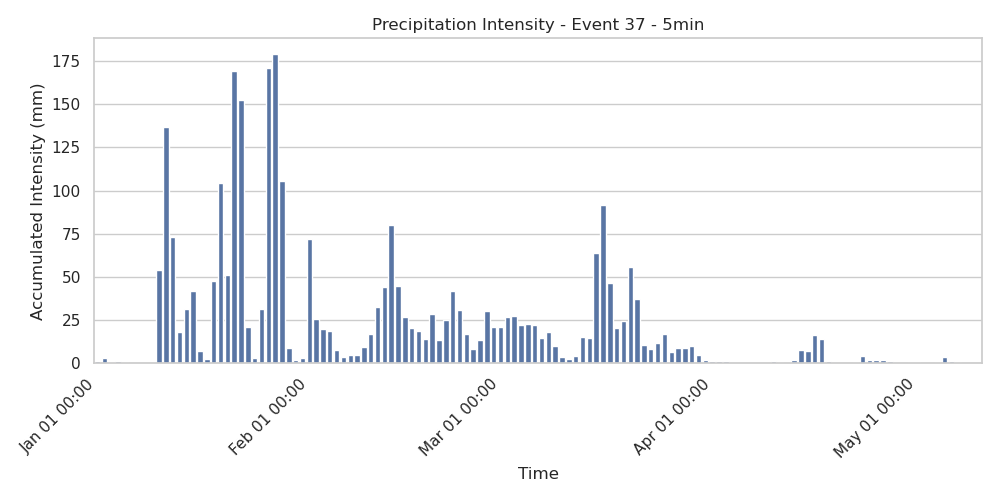 Precipitation Intensity - Event 37 - 5min
Accumulated Intensity (mm)
175
150
125
100
75
50
25
0
Jan 01 00:00
Feb 01 00:00
Mar 01 00:00
Apr 01 00:00
May 01 00:00
Time